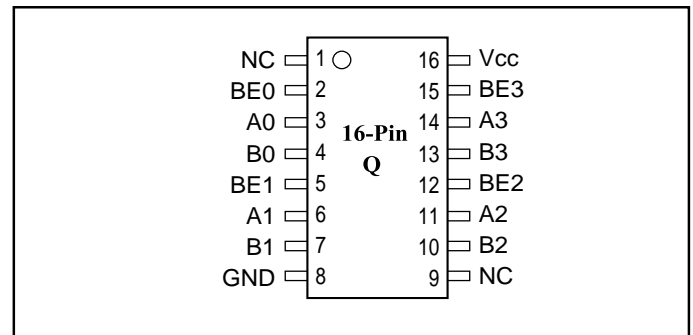 NC 1 16 Vcc
BE0 2 15 BE3
A0 3 14 A3
16-Pin
B0 4 13 B3
Q
BE1 5 12 BE2
A1 6 11 A2
B1 7 10 B2
GND 8 9 NC